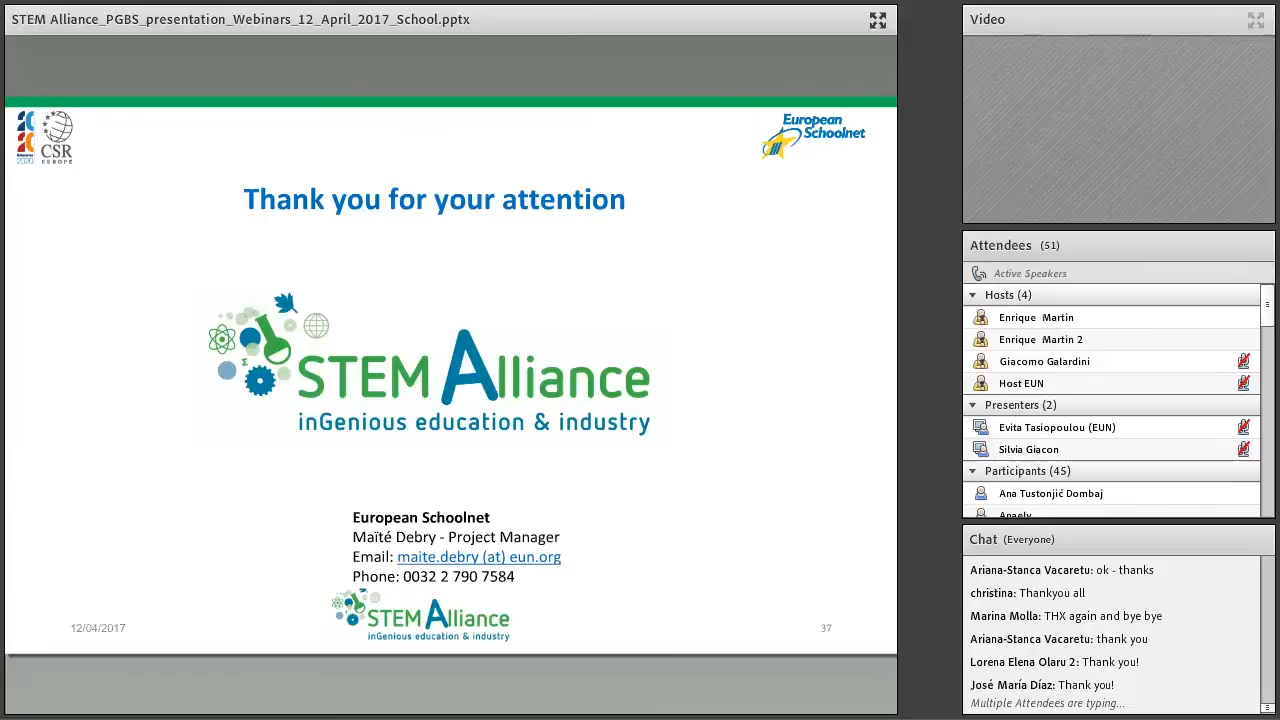 STEM Alliance_PGBS_presentation_Webinars_12_April_2017_School.pptx
20
20
CSR
EUROPE
European
Schoolnet
Thank you for your attention
STEM Alliance
inGenious education & industry
European Schoolnet
Maïté Debry - Project Manager
Email: maite.debry (at) eun.org
Phone: 0032 2 790 7584
STEM Alliance
inGenious education & industry
12/04/2017
37
Video
Attendees (51)
Active Speakers
Hosts (4)
Enrique Martin
Enrique Martin 2
Giacomo Galardini
Host EUN
Presenters (2)
Evita Tasiopoulou (EUN)
Silvia Giacon
Participants (45)
Ana Tustonjić Dombaj
Anaely
Chat (Everyone)
Ariana-Stanca Vacaretu: ok - thanks
christina: Thankyou all
Marina Molla: THX again and bye bye
Ariana-Stanca Vacaretu: thank you
Lorena Elena Olaru 2: Thank you!
José María Díaz: Thank you!
Multiple Attendees are typing...